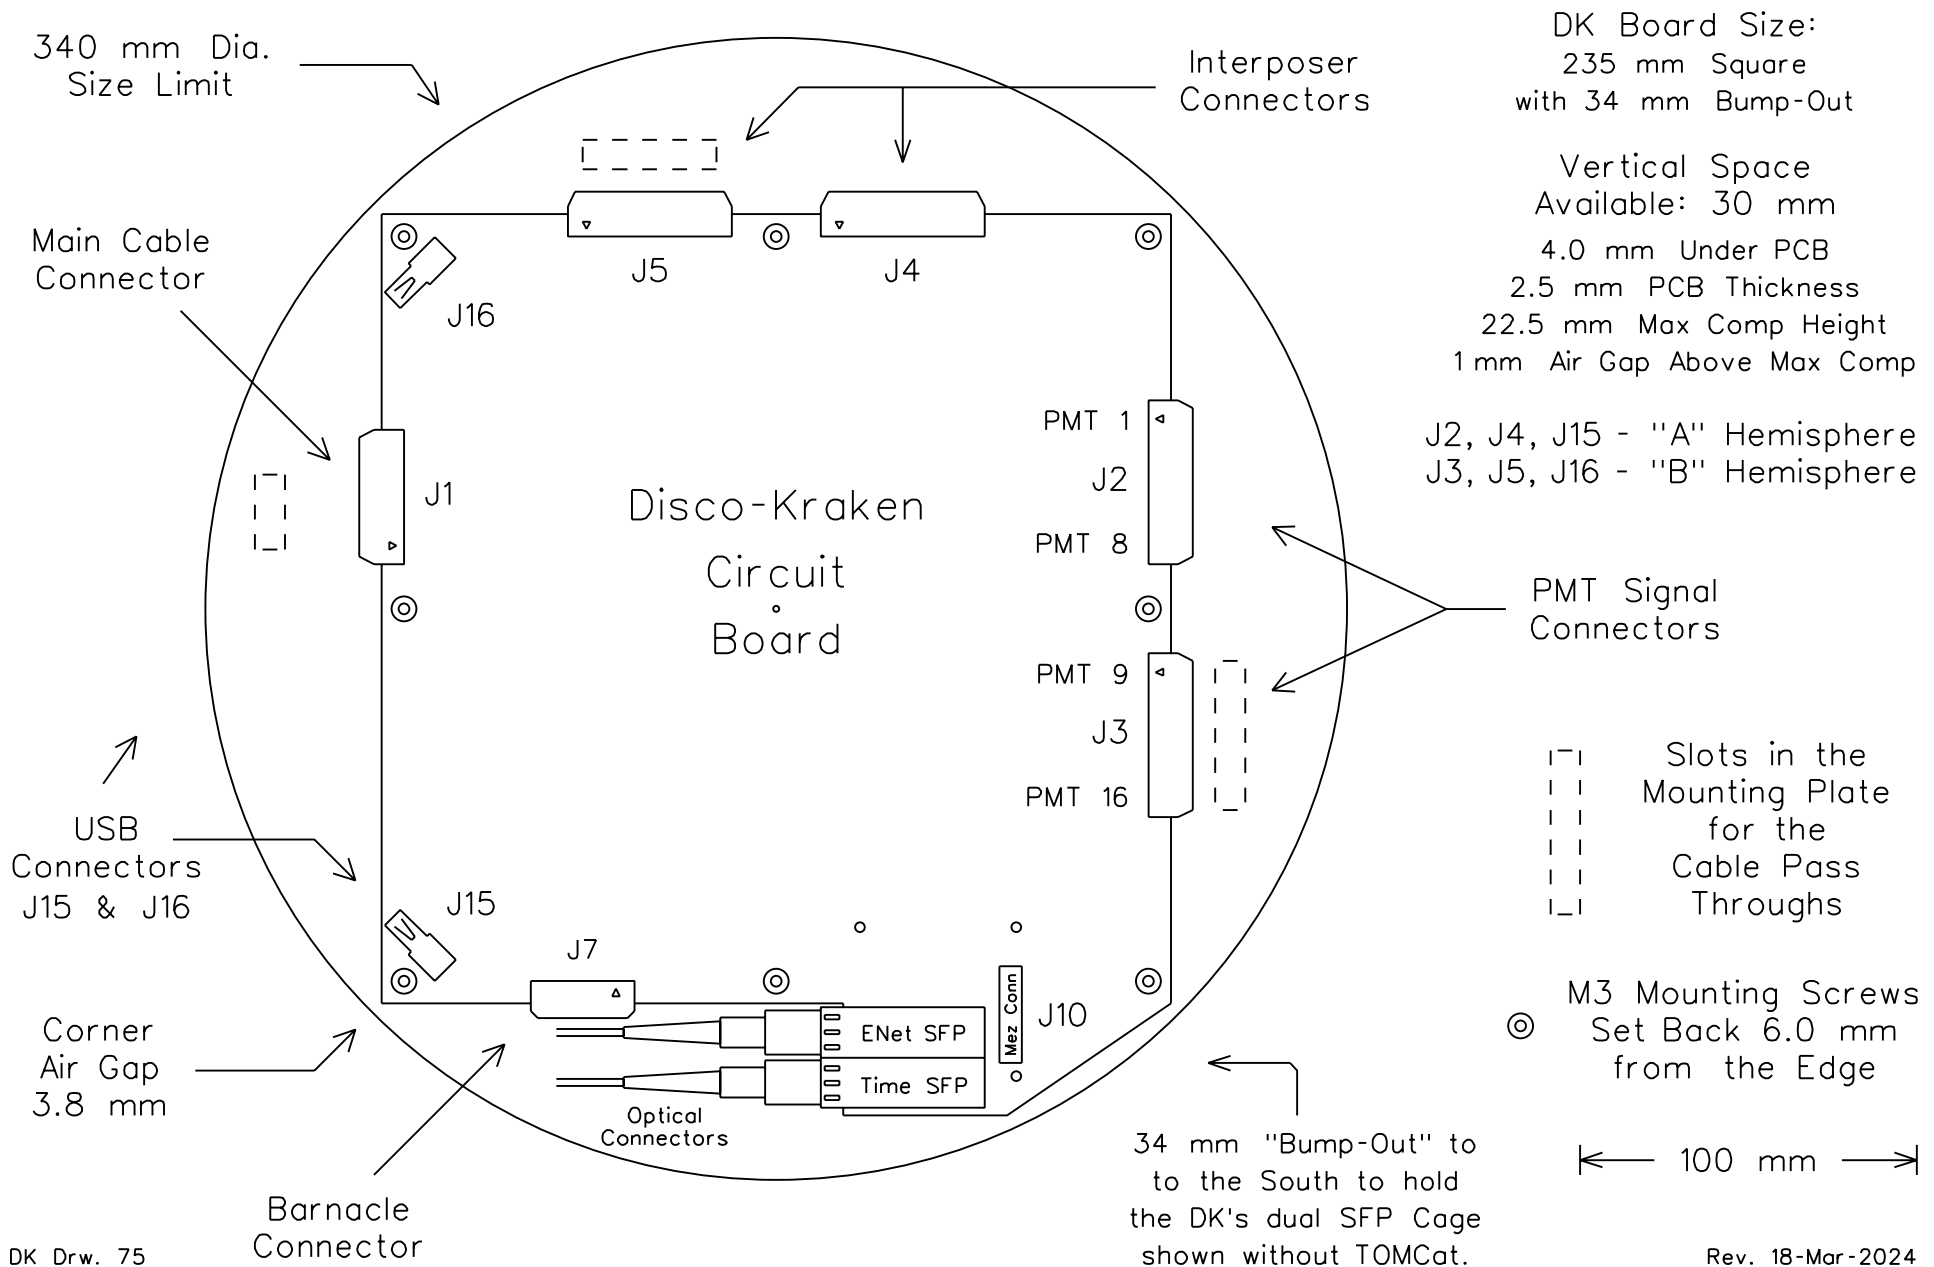 340 mm Dia.
Size Limit
Interposer
Connectors
DK Board Size:
235 mm Square
with 34 mm Bump-Out
Vertical Space
Available: 30 mm
4.0 mm Under PCB
2.5 mm PCB Thickness
22.5 mm Max Comp Height
1 mm Air Gap Above Max Comp
J2, J4, J15 - "A" Hemisphere
J3, J5, J16 - "B" Hemisphere
Main Cable
Connector
J5
J4
J16
J1
PMT 1
J2
PMT 8
Disco-Kraken
Circuit
Board
PMT Signal
Connectors
PMT 9
J3
PMT 16
Slots in the
Mounting Plate
for the
Cable Pass
Throughs
USB
Connectors
J15 & J16
J15
J7
Mez Conn
J10
ENet SFP
Time SFP
Optical
Connectors
M3 Mounting Screws
Set Back 6.0 mm
from the Edge
Corner
Air Gap
3.8 mm
34 mm "Bump-Out" to
to the South to hold
the DK's dual SFP Cage
shown without TOMCat.
100 mm
Barnacle
Connector
DK Drw. 75
Rev. 18-Mar-2024